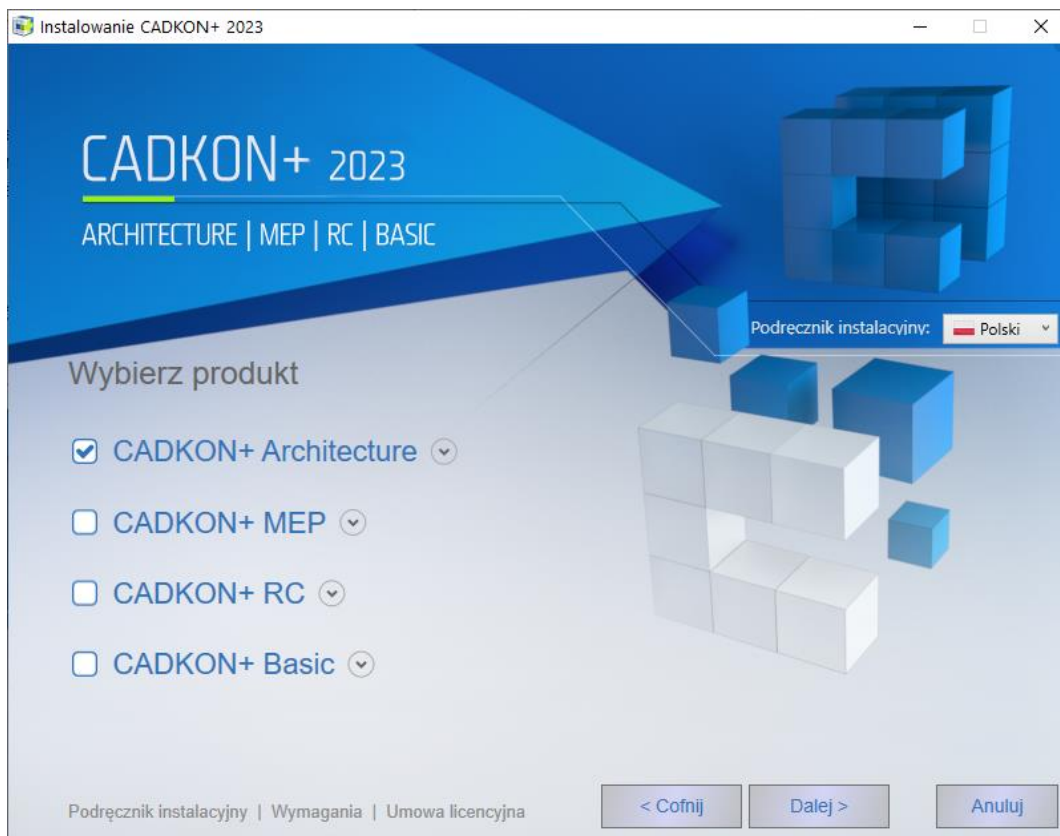 Instalowanie CADKON+ 2023
CADKON+ 2023
ARCHITECTURE | MEP | RC | BASIC
Podręcznik instalacyjny: Polski
Wybierz produkt
CADKON+ Architecture
CADKON+ MEP
CADKON+ RC
CADKON+ Basic
Podręcznik instalacyjny | Wymagania | Umowa licencyjna
< Cofnij Dalej > Anuluj